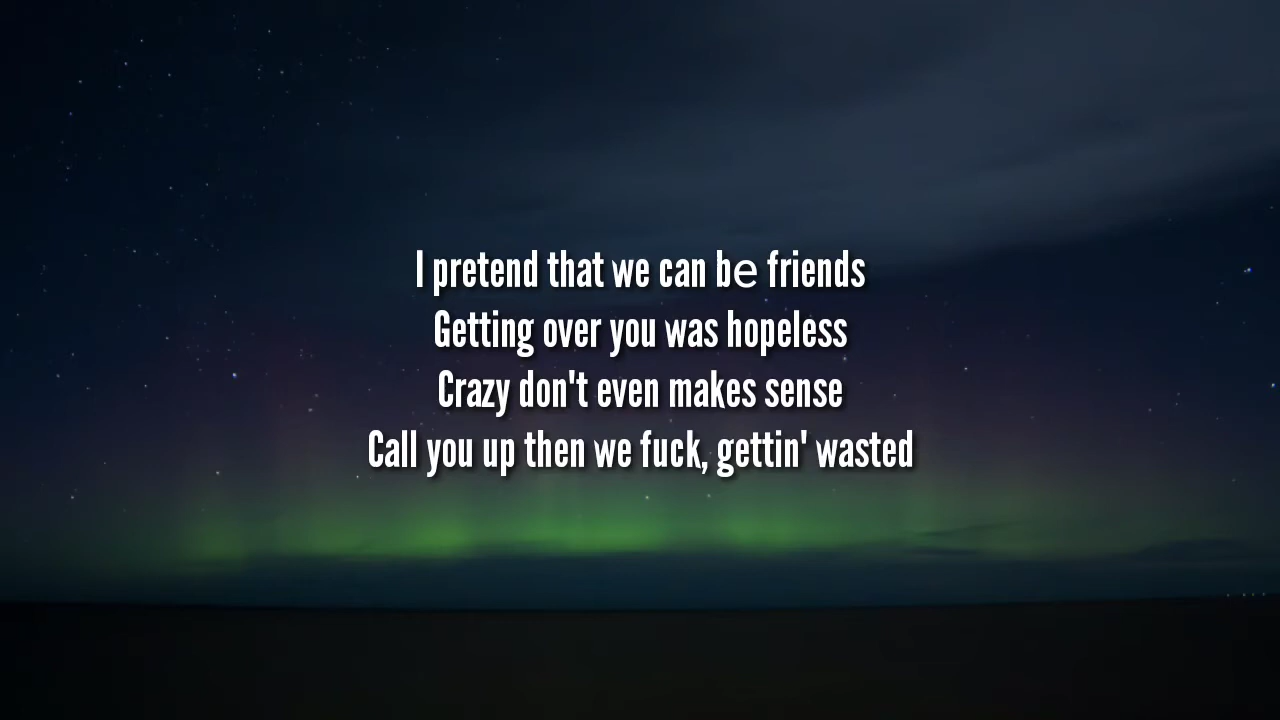 I pretend that we can be friends
Getting over you was hopeless
Crazy don't even makes sense
Call you up then we fuck, gettin' wasted